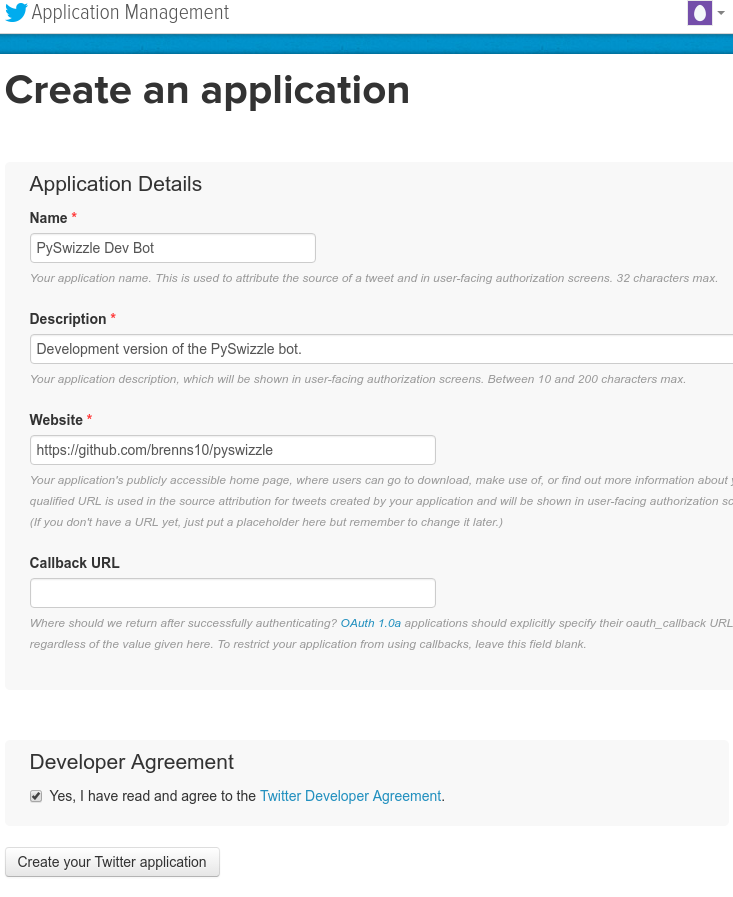 Application Management
Create an application
Application Details
Name *
PySwizzle Dev Bot
Your application name. This is used to attribute the source of a tweet and in user-facing authorization screens. 32 characters max.
Description *
Development version of the PySwizzle bot.
Your application description, which will be shown in user-facing authorization screens. Between 10 and 200 characters max.
Website *
https://github.com/brenns10/pyswizzle
Your application's publicly accessible home page, where users can go to download, make use of, or find out more information about
qualified URL is used in the source attribution for tweets created by your application and will be shown in user-facing authorization
(If you don't have a URL yet, just put a placeholder here but remember to change it later.)
Callback URL
Where should we return after successfully authenticating? OAuth 1.0a applications should explicitly specify their oauth_callback URL
regardless of the value given here. To restrict your application from using callbacks, leave this field blank.
Developer Agreement
Yes, I have read and agree to the Twitter Developer Agreement.
Create your Twitter application